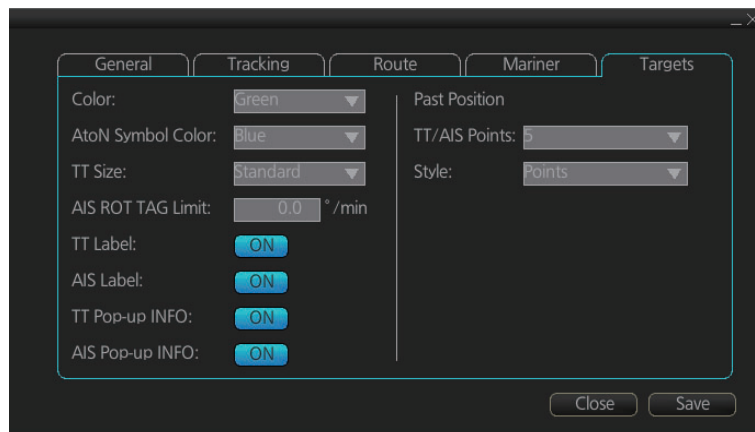 General Tracking Route Mariner Targets
Color: Green
AtoN Symbol Color: Blue
TT Size: Standard
AIS ROT TAG Limit: 0.0 °/min
TT Label: ON
AIS Label: ON
TT Pop-up INFO: ON
AIS Pop-up INFO: ON
Past Position
TT/AIS Points: 5
Style: Points
Close Save